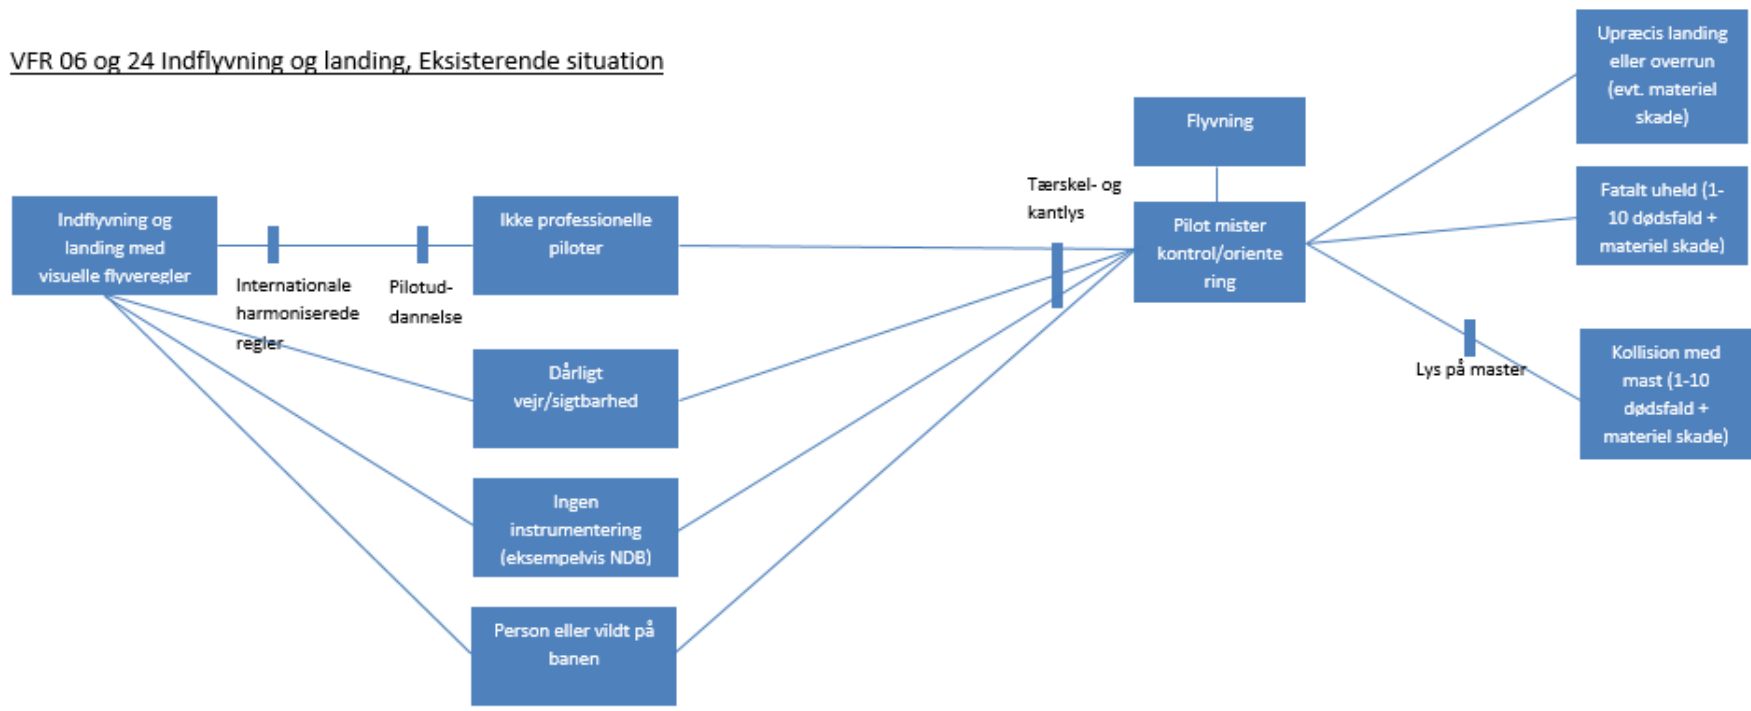 VFR 06 og 24 Indflyvning og landing, Eksisterende situation
Indflyvning og
landing med
visuelle flyveregler
Internationale
harmoniserede
regler
Pilotud-
dannelse
Ikke professionelle
piloter
Dårligt
vejr/sigtbarhed
Ingen
instrumentering
(eksempelvis NDB)
Person eller vildt på
banen
Tærskel- og
kantlys
Flyvning
Pilot mister
kontrol/oriente
ring
Lys på master
Upræcis landing
eller overrun
(evt. materiel
skade)
Fatalt uheld (1-
10 dødsfald +
materiel skade)
Kollision med
mast (1-10
dødsfald +
materiel skade)